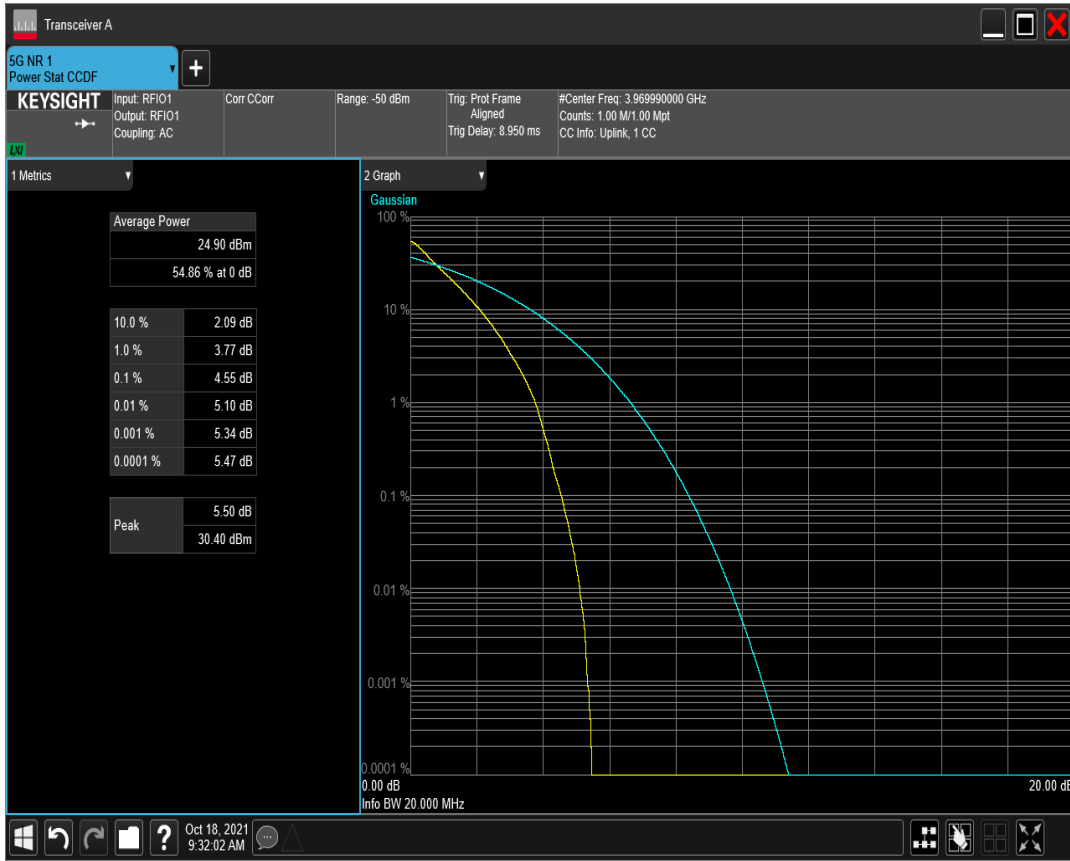 Transceiver A
5G NR 1
Power Stat CCDF
KEYSIGHT
LXI
Input: RFIO1
Output: RFIO1
Coupling: AC
Corr CCorr
Range: -50 dBm
Trig: Prot Frame
Aligned
Trig Delay: 8.950 ms
#Center Freq: 3.969990000 GHz
Counts: 1.00 M/1.00 Mpt
CC Info: Uplink, 1 CC
1 Metrics
Average Power
24.90 dBm
54.86 % at 0 dB
10.0 % 2.09 dB
1.0 % 3.77 dB
0.1 % 4.55 dB
0.01 % 5.10 dB
0.001 % 5.34 dB
0.0001 % 5.47 dB
Peak
5.50 dB
30.40 dBm
2 Graph
Gaussian
100 %
10 %
1 %
0.1 %
0.01 %
0.001 %
0.0001 %
0.00 dB
20.00 dB
Info BW 20.000 MHz
Oct 18, 2021
9:32:02 AM